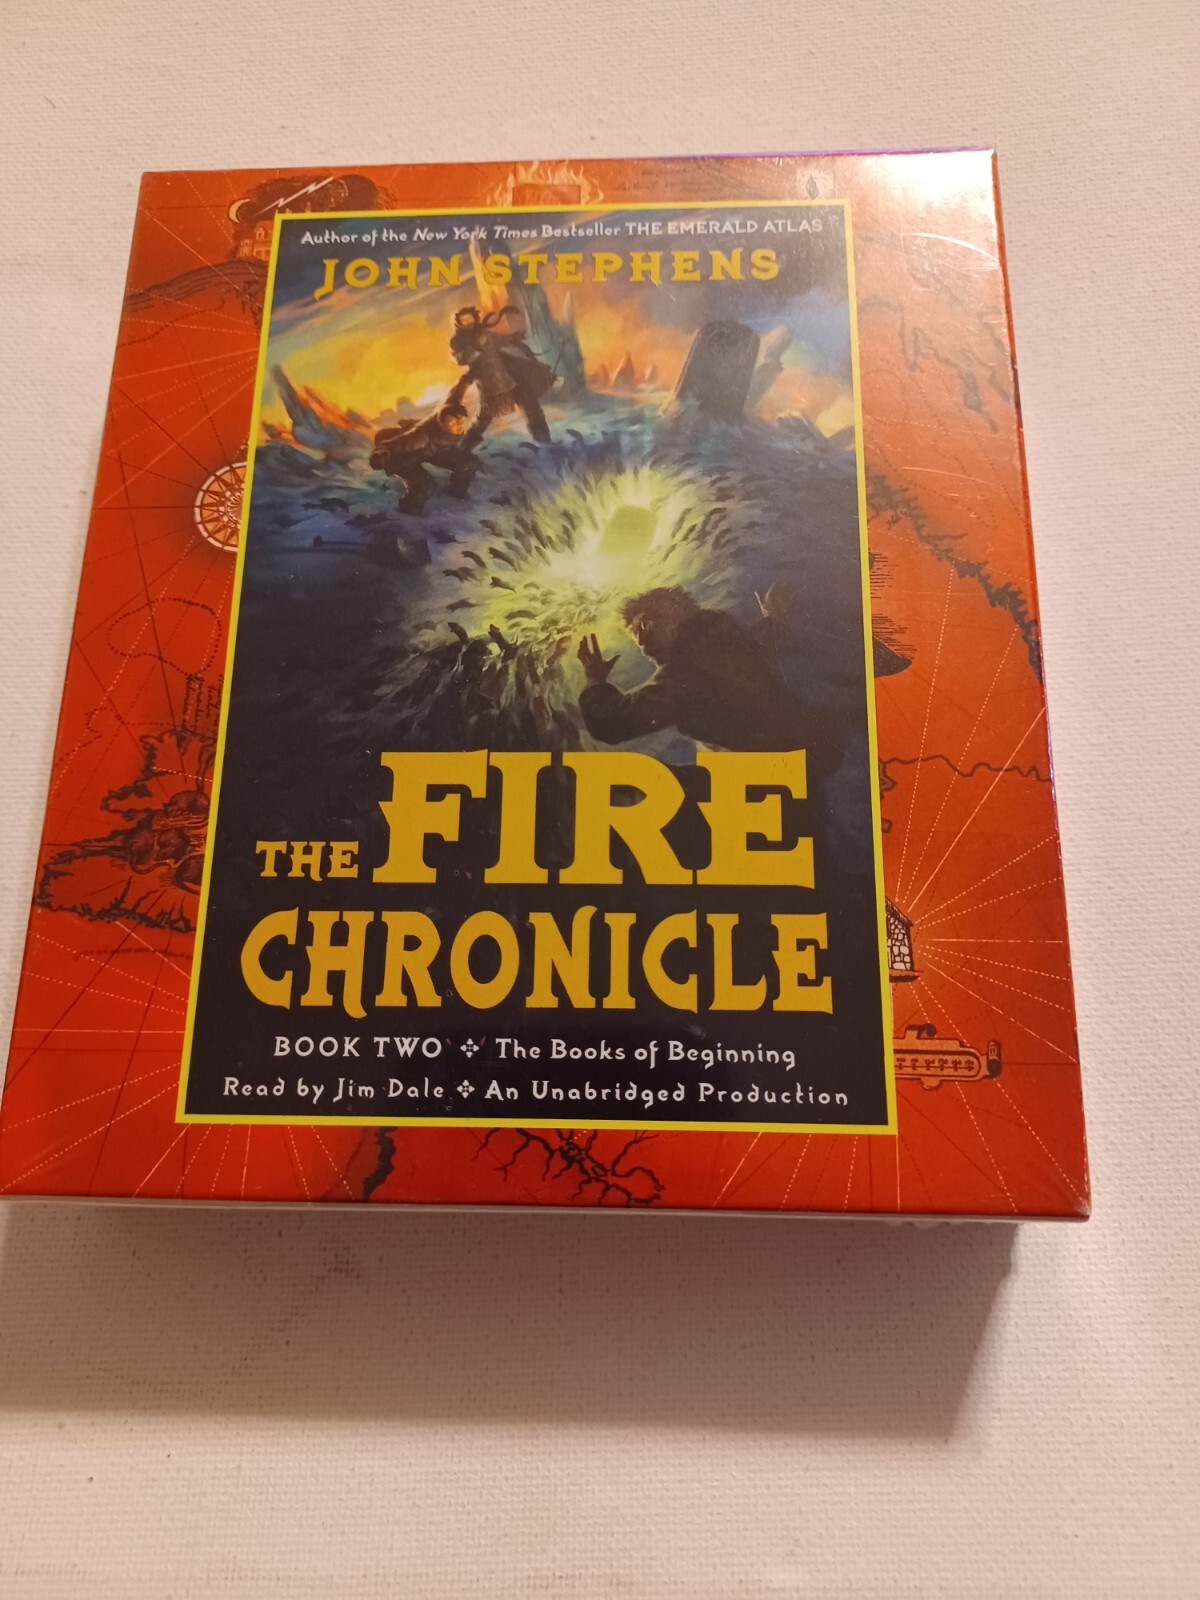 Author of the New York Times Bestseller THE EMERALD ATLAS
JOHN STEPHENS
THE FIRE
CHRONICLE
BOOK TWO The Books of Beginning
Read by Jim Dale An Unabridged Production